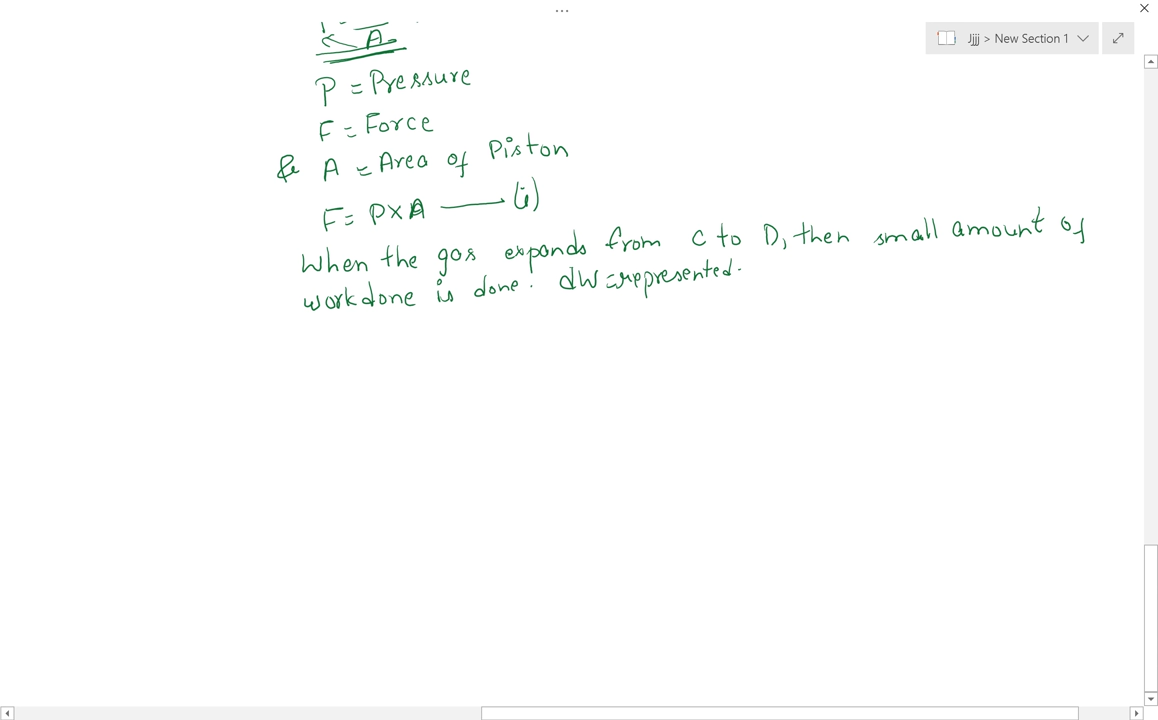 Jjjj > New Section 1
A
P = Pressure
F = Force
& A = Area of Piston
F = P×A —— (i)
When the gas expands from C to D, then small amount of
workdone is done. dW = represented.